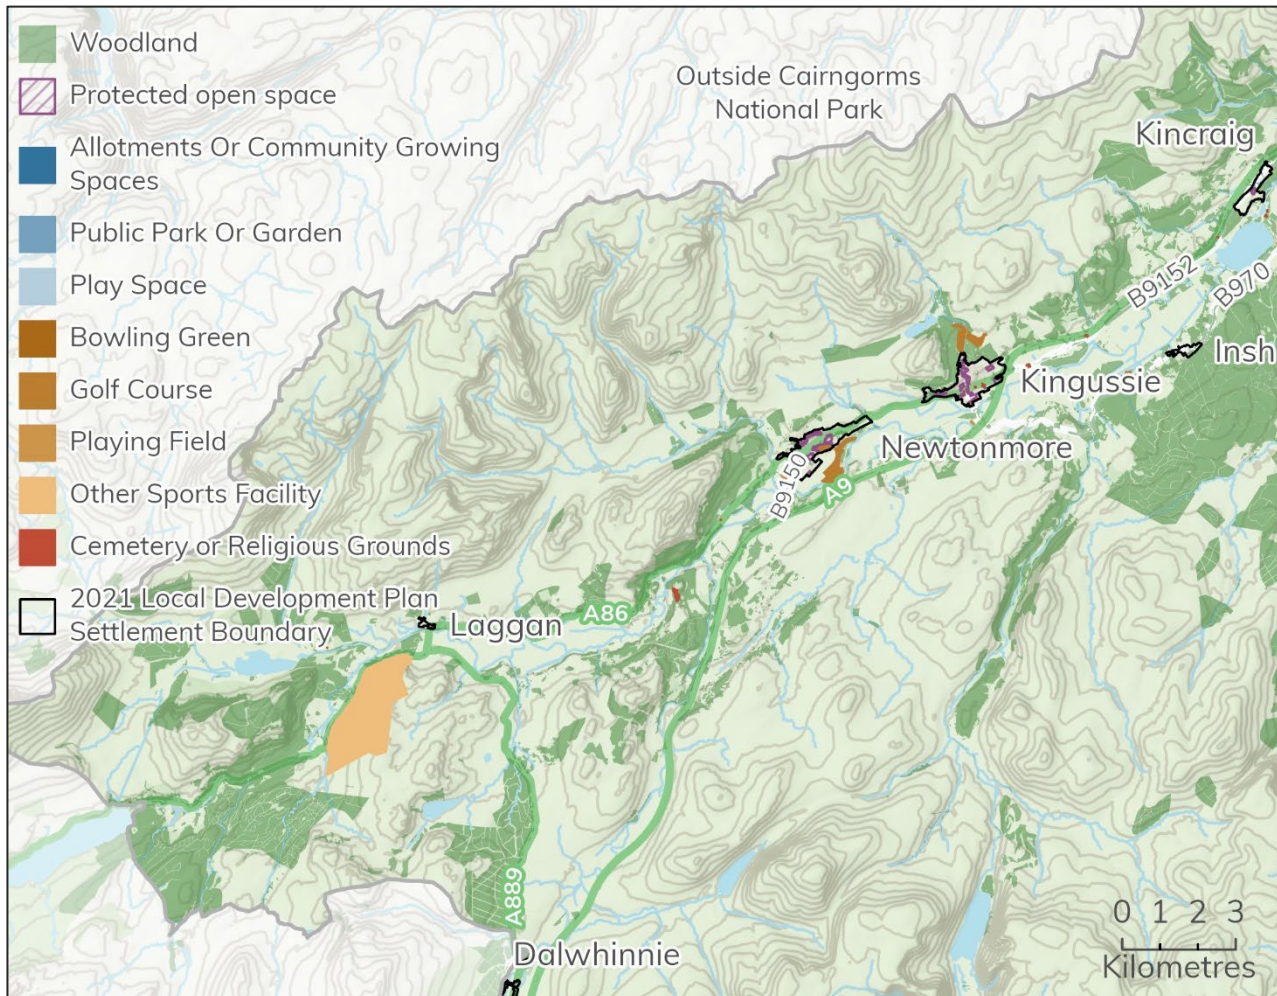 Woodland
Protected open space
Allotments Or Community Growing
Spaces
Public Park Or Garden
Play Space
Bowling Green
Golf Course
Playing Field
Other Sports Facility
Cemetery or Religious Grounds
2021 Local Development Plan
Settlement Boundary
Outside Cairngorms
National Park
Kincraig
B9152
B970
Insh
Kingussie
Newtonmore
B9150
A9
A86
Laggan
A889
Dalwhinnie
0 1 2 3
Kilometres